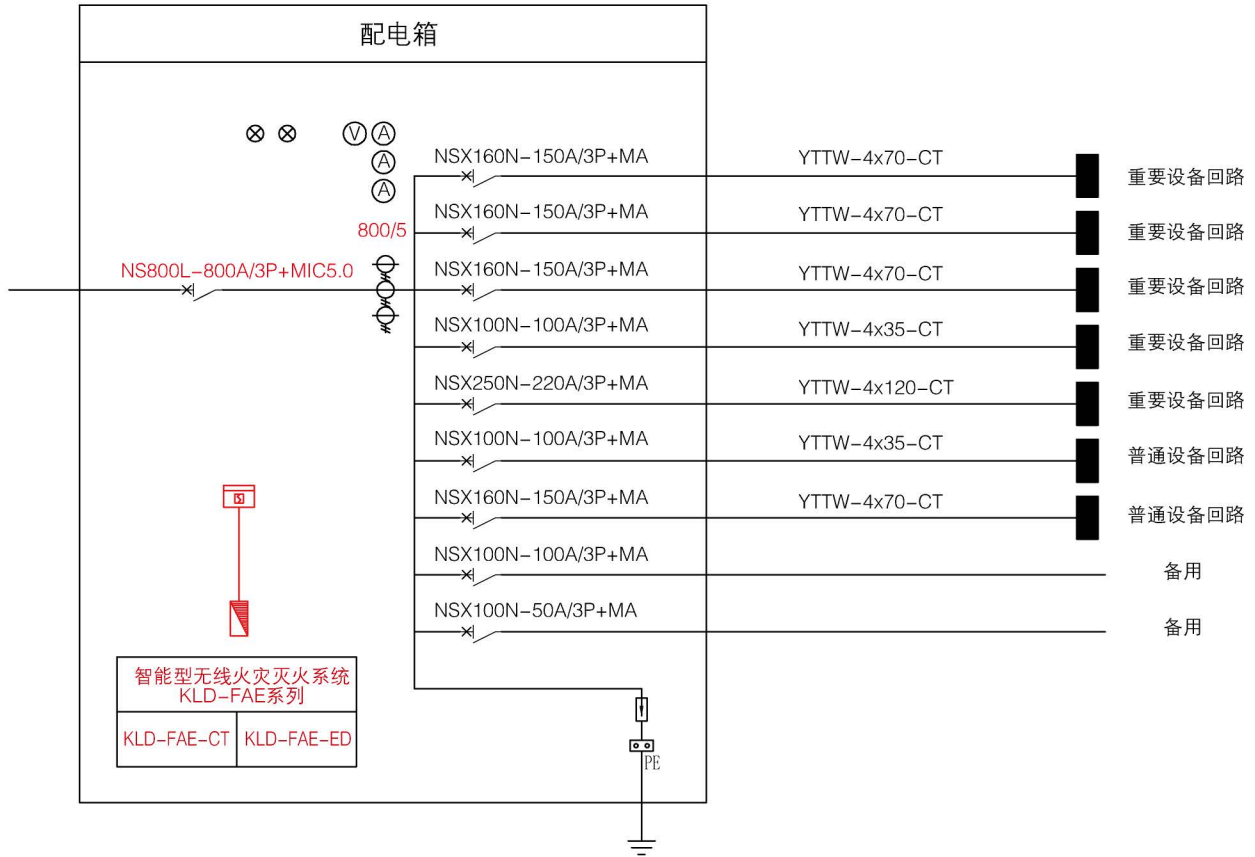 配电箱
V A
A
A
800/5
NS800L-800A/3P+MIC5.0
NSX160N-150A/3P+MA YTTW-4x70-CT 重要设备回路
NSX160N-150A/3P+MA YTTW-4x70-CT 重要设备回路
NSX160N-150A/3P+MA YTTW-4x70-CT 重要设备回路
NSX100N-100A/3P+MA YTTW-4x35-CT 重要设备回路
NSX250N-220A/3P+MA YTTW-4x120-CT 重要设备回路
NSX100N-100A/3P+MA YTTW-4x35-CT 普通设备回路
NSX160N-150A/3P+MA YTTW-4x70-CT 普通设备回路
NSX100N-100A/3P+MA 备用
NSX100N-50A/3P+MA 备用
智能型无线火灾灭火系统
KLD-FAE系列
KLD-FAE-CT KLD-FAE-ED
PE